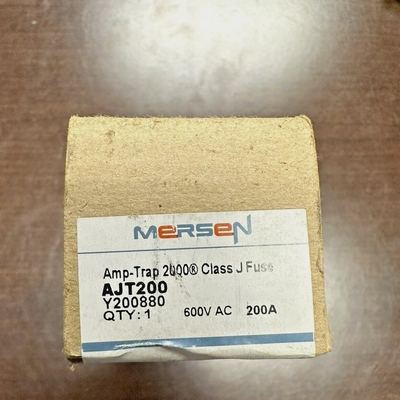 MERSEN
Amp-Trap 2000® Class J Fuse
AJT200
Y200880
QTY: 1 600V AC 200A